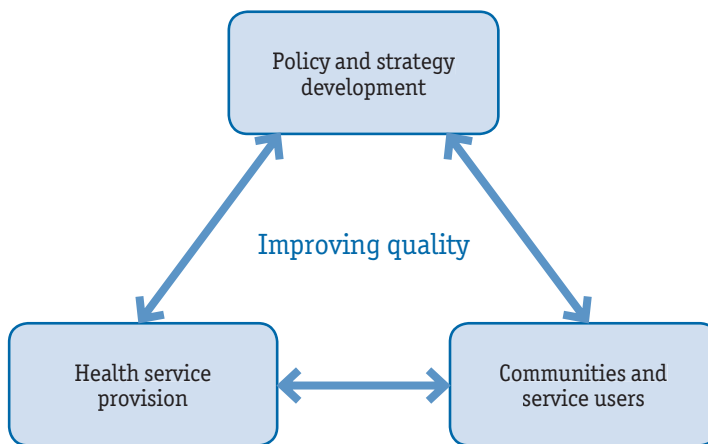 Policy and strategy
development
Improving quality
Health service
provision
Communities and
service users